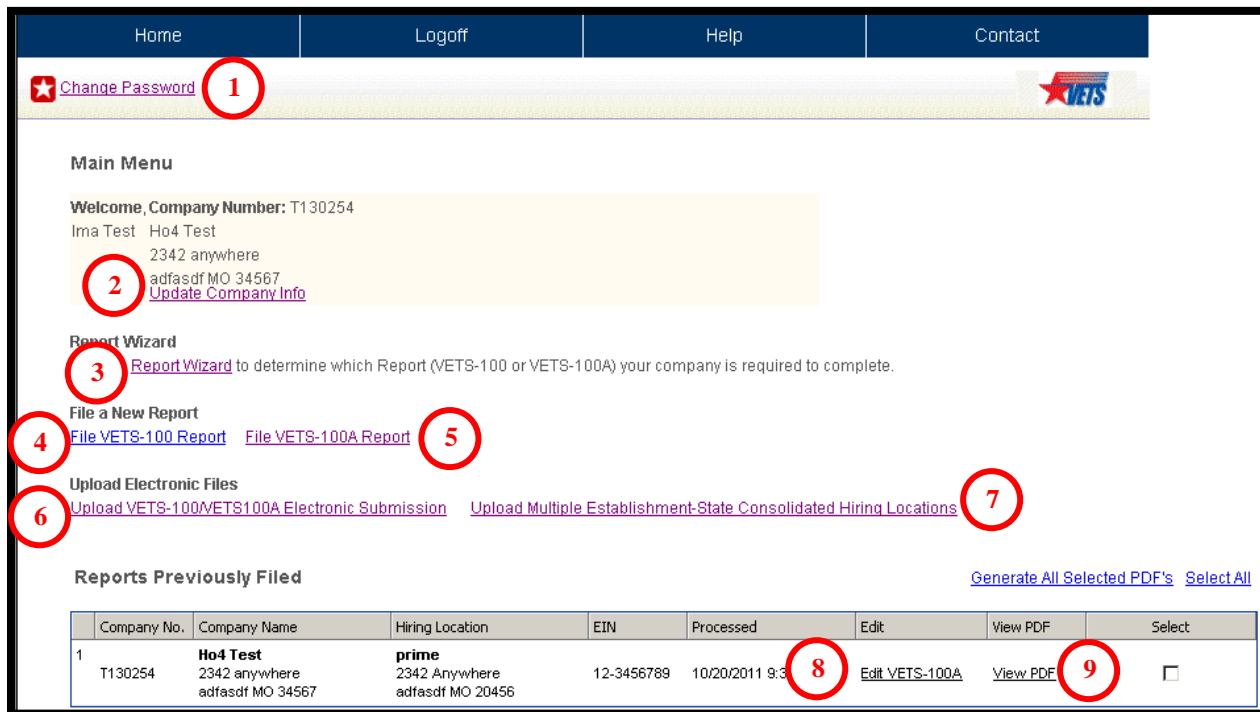 Home Logoff Help Contact
Change Password 1
VETS
Main Menu
Welcome, Company Number: T130254
Ima Test Ho4 Test
2342 anywhere
adfasdf MO 34567
2 Update Company Info
Report Wizard
3 Report Wizard to determine which Report (VETS-100 or VETS-100A) your company is required to complete.
File a New Report
4 File VETS-100 Report File VETS-100A Report 5
Upload Electronic Files
6 Upload VETS-100/VETS100A Electronic Submission Upload Multiple Establishment-State Consolidated Hiring Locations 7
Reports Previously Filed Generate All Selected PDF's Select All
Company No. Company Name Hiring Location EIN Processed Edit View PDF Select
1 Ho4 Test prime
T130254 2342 anywhere 2342 Anywhere 12-3456789 10/20/2011 9:3 8 Edit VETS-100A View PDF 9
adfasdf MO 34567 adfasdf MO 20456